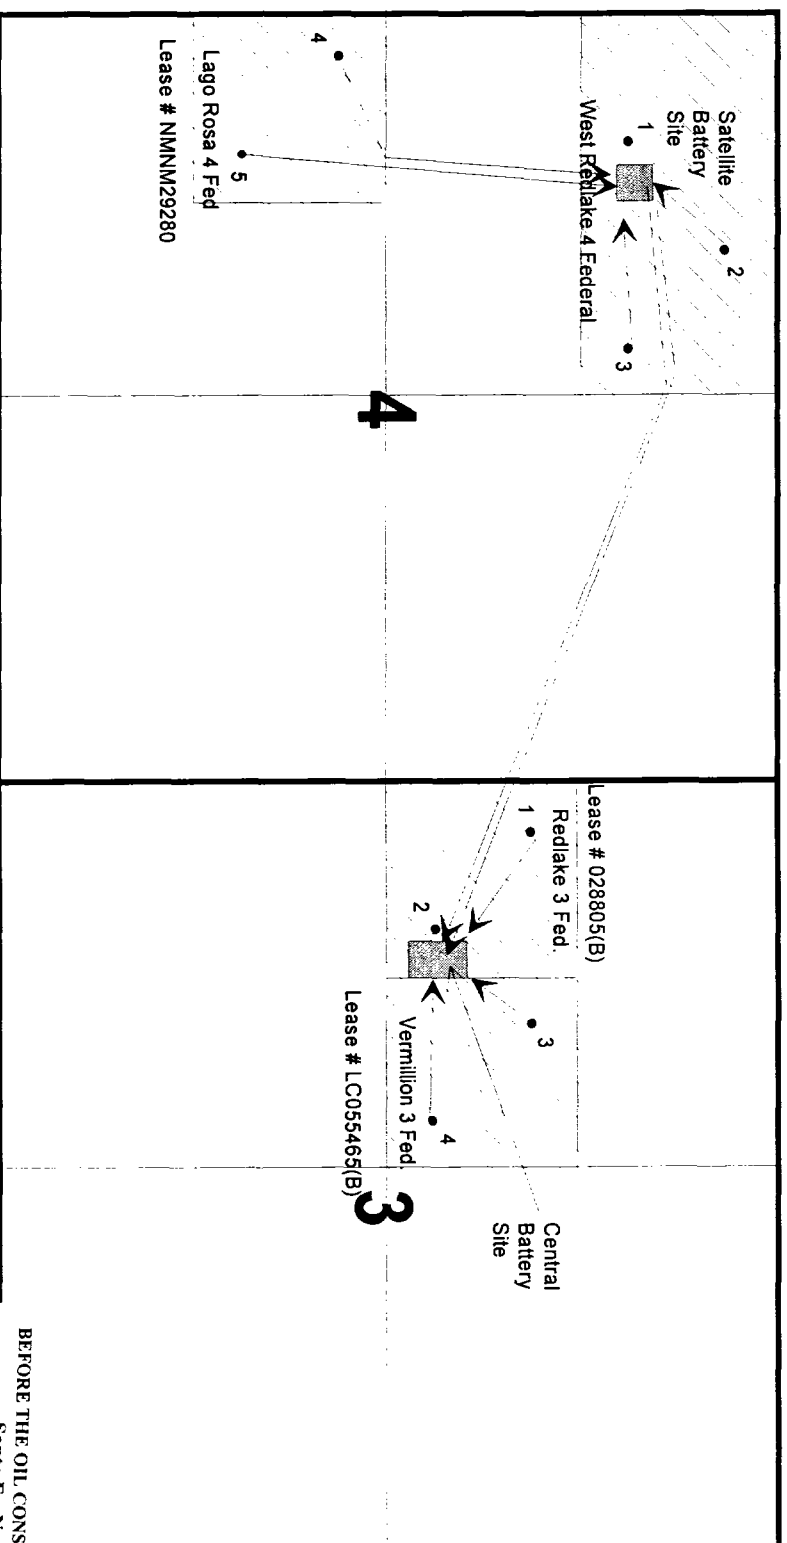 Satellite
Battery
Site
1
2
3
West Redlake 4 Federal
4
5
Lago Rosa 4 Fed
Lease # NMNM29280
4
Lease # 028805(B)
Redlake 3 Fed.
1
2
3
4
Vermillion 3 Fed.
Lease # LC055465(B)
3
Central
Battery
Site
BEFORE THE OIL CONS